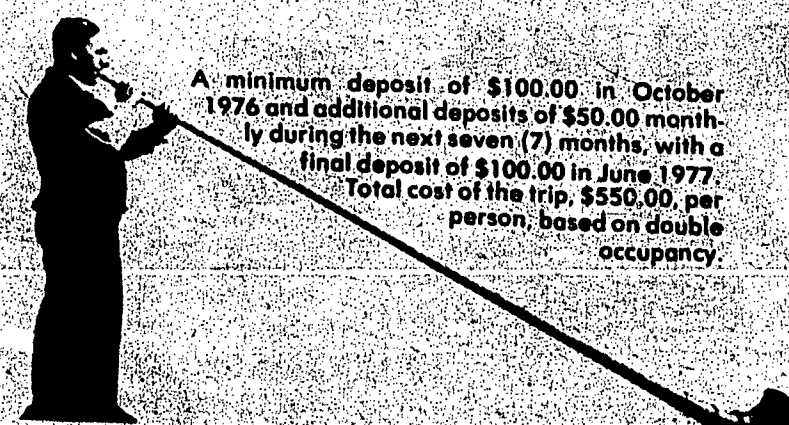 A minimum deposit of $100.00 in October
1976 and additional deposits of $50.00 month-
ly during the next seven (7) months, with a
final deposit of $100.00 in June 1977.
Total cost of the trip, $550.00, per
person, based on double
occupancy.